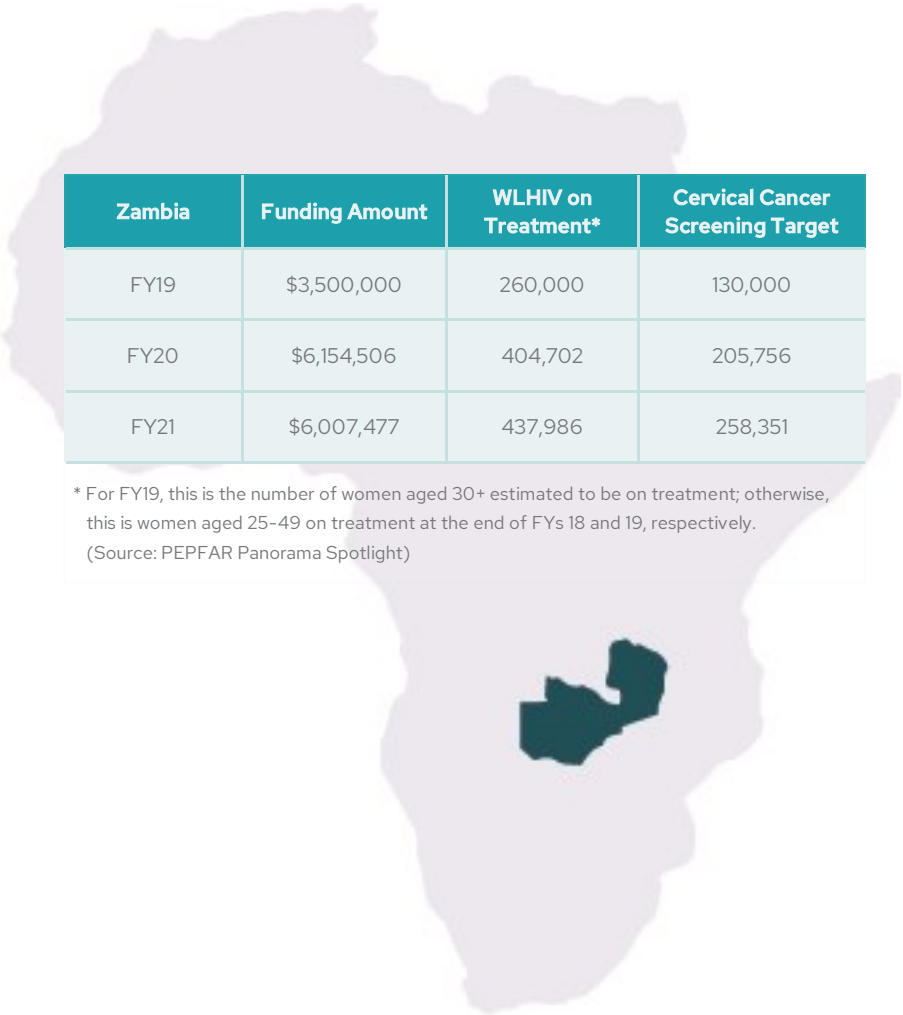 Zambia Funding Amount WLHIV on Treatment* Cervical Cancer Screening Target
FY19 $3,500,000 260,000 130,000
FY20 $6,154,506 404,702 205,756
FY21 $6,007,477 437,986 258,351
* For FY19, this is the number of women aged 30+ estimated to be on treatment; otherwise,
this is women aged 25-49 on treatment at the end of FYs 18 and 19, respectively.
(Source: PEPFAR Panorama Spotlight)